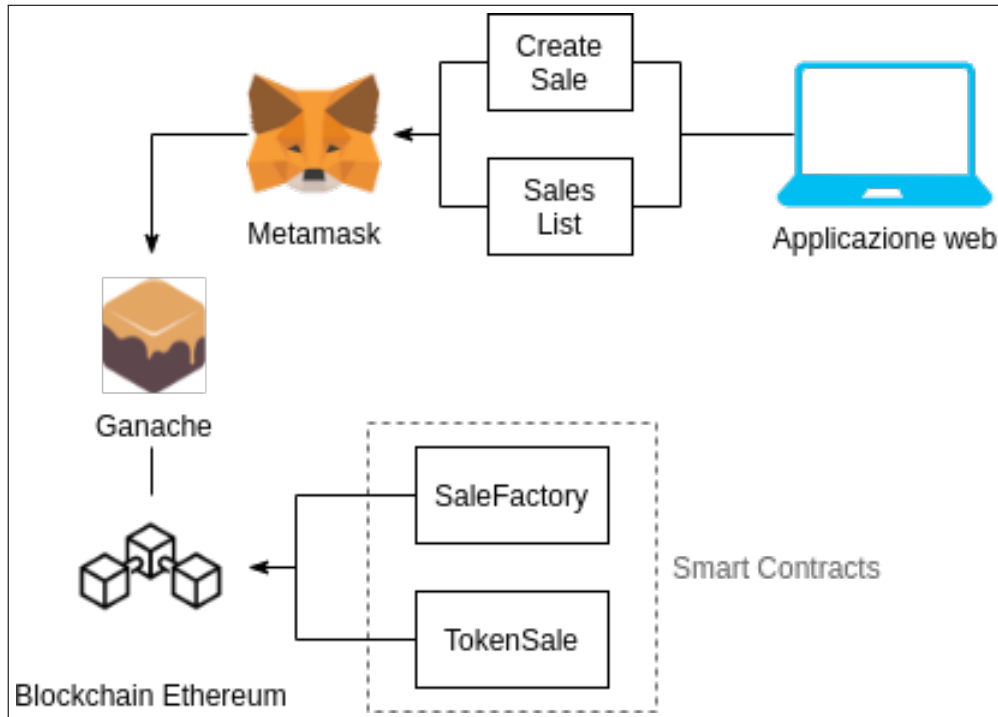 Create
Sale
Sales
List
Metamask
Applicazione web
Ganache
SaleFactory
Smart Contracts
TokenSale
Blockchain Ethereum